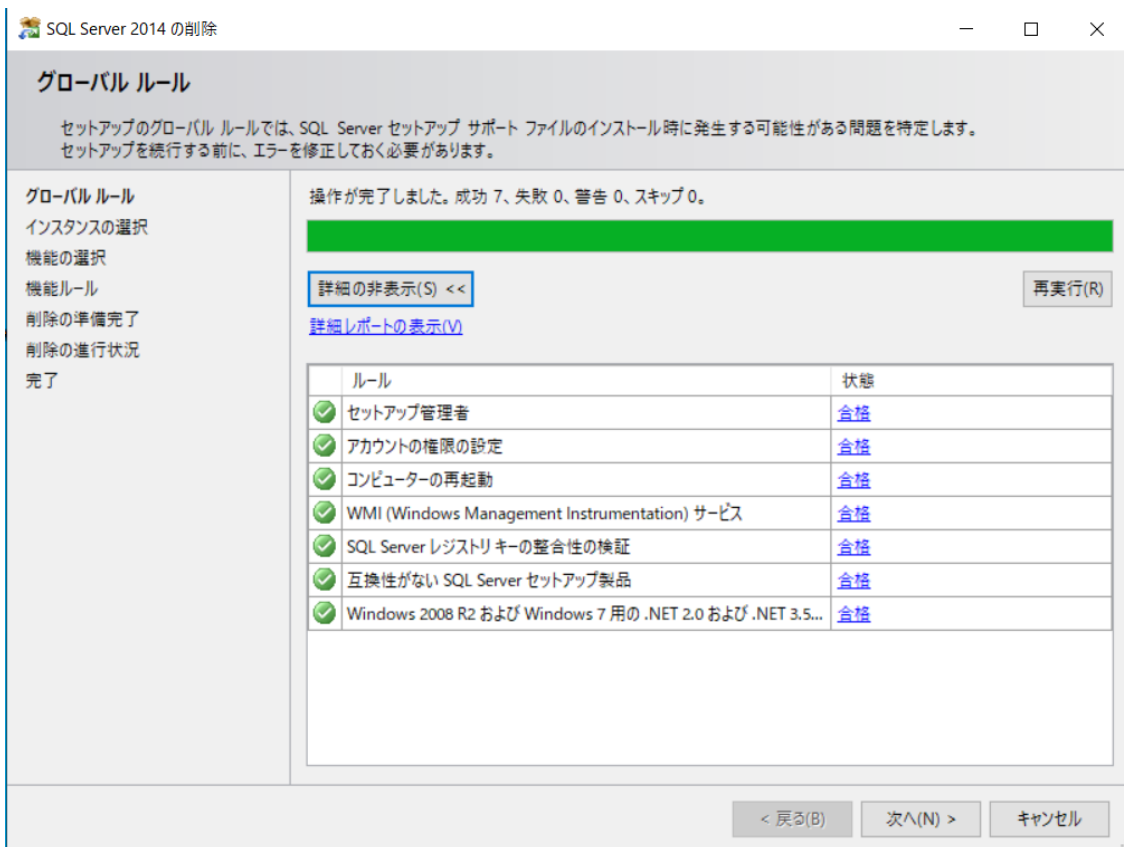 SQL Server 2014 の削除
グローバル ルール
セットアップのグローバル ルールでは、SQL Server セットアップ サポート ファイルのインストール時に発生する可能性がある問題を特定します。
セットアップを続行する前に、エラーを修正しておく必要があります。
グローバル ルール
インスタンスの選択
機能の選択
機能ルール
削除の準備完了
削除の進行状況
完了
操作が完了しました。成功 7、失敗 0、警告 0、スキップ 0。
詳細の非表示(S) <<
再実行(R)
詳細レポートの表示(V)
ルール 状態
セットアップ管理者 合格
アカウントの権限の設定 合格
コンピューターの再起動 合格
WMI (Windows Management Instrumentation) サービス 合格
SQL Server レジストリ キーの整合性の検証 合格
互換性がない SQL Server セットアップ製品 合格
Windows 2008 R2 および Windows 7 用の .NET 2.0 および .NET 3.5... 合格
< 戻る(B) 次へ(N) > キャンセル